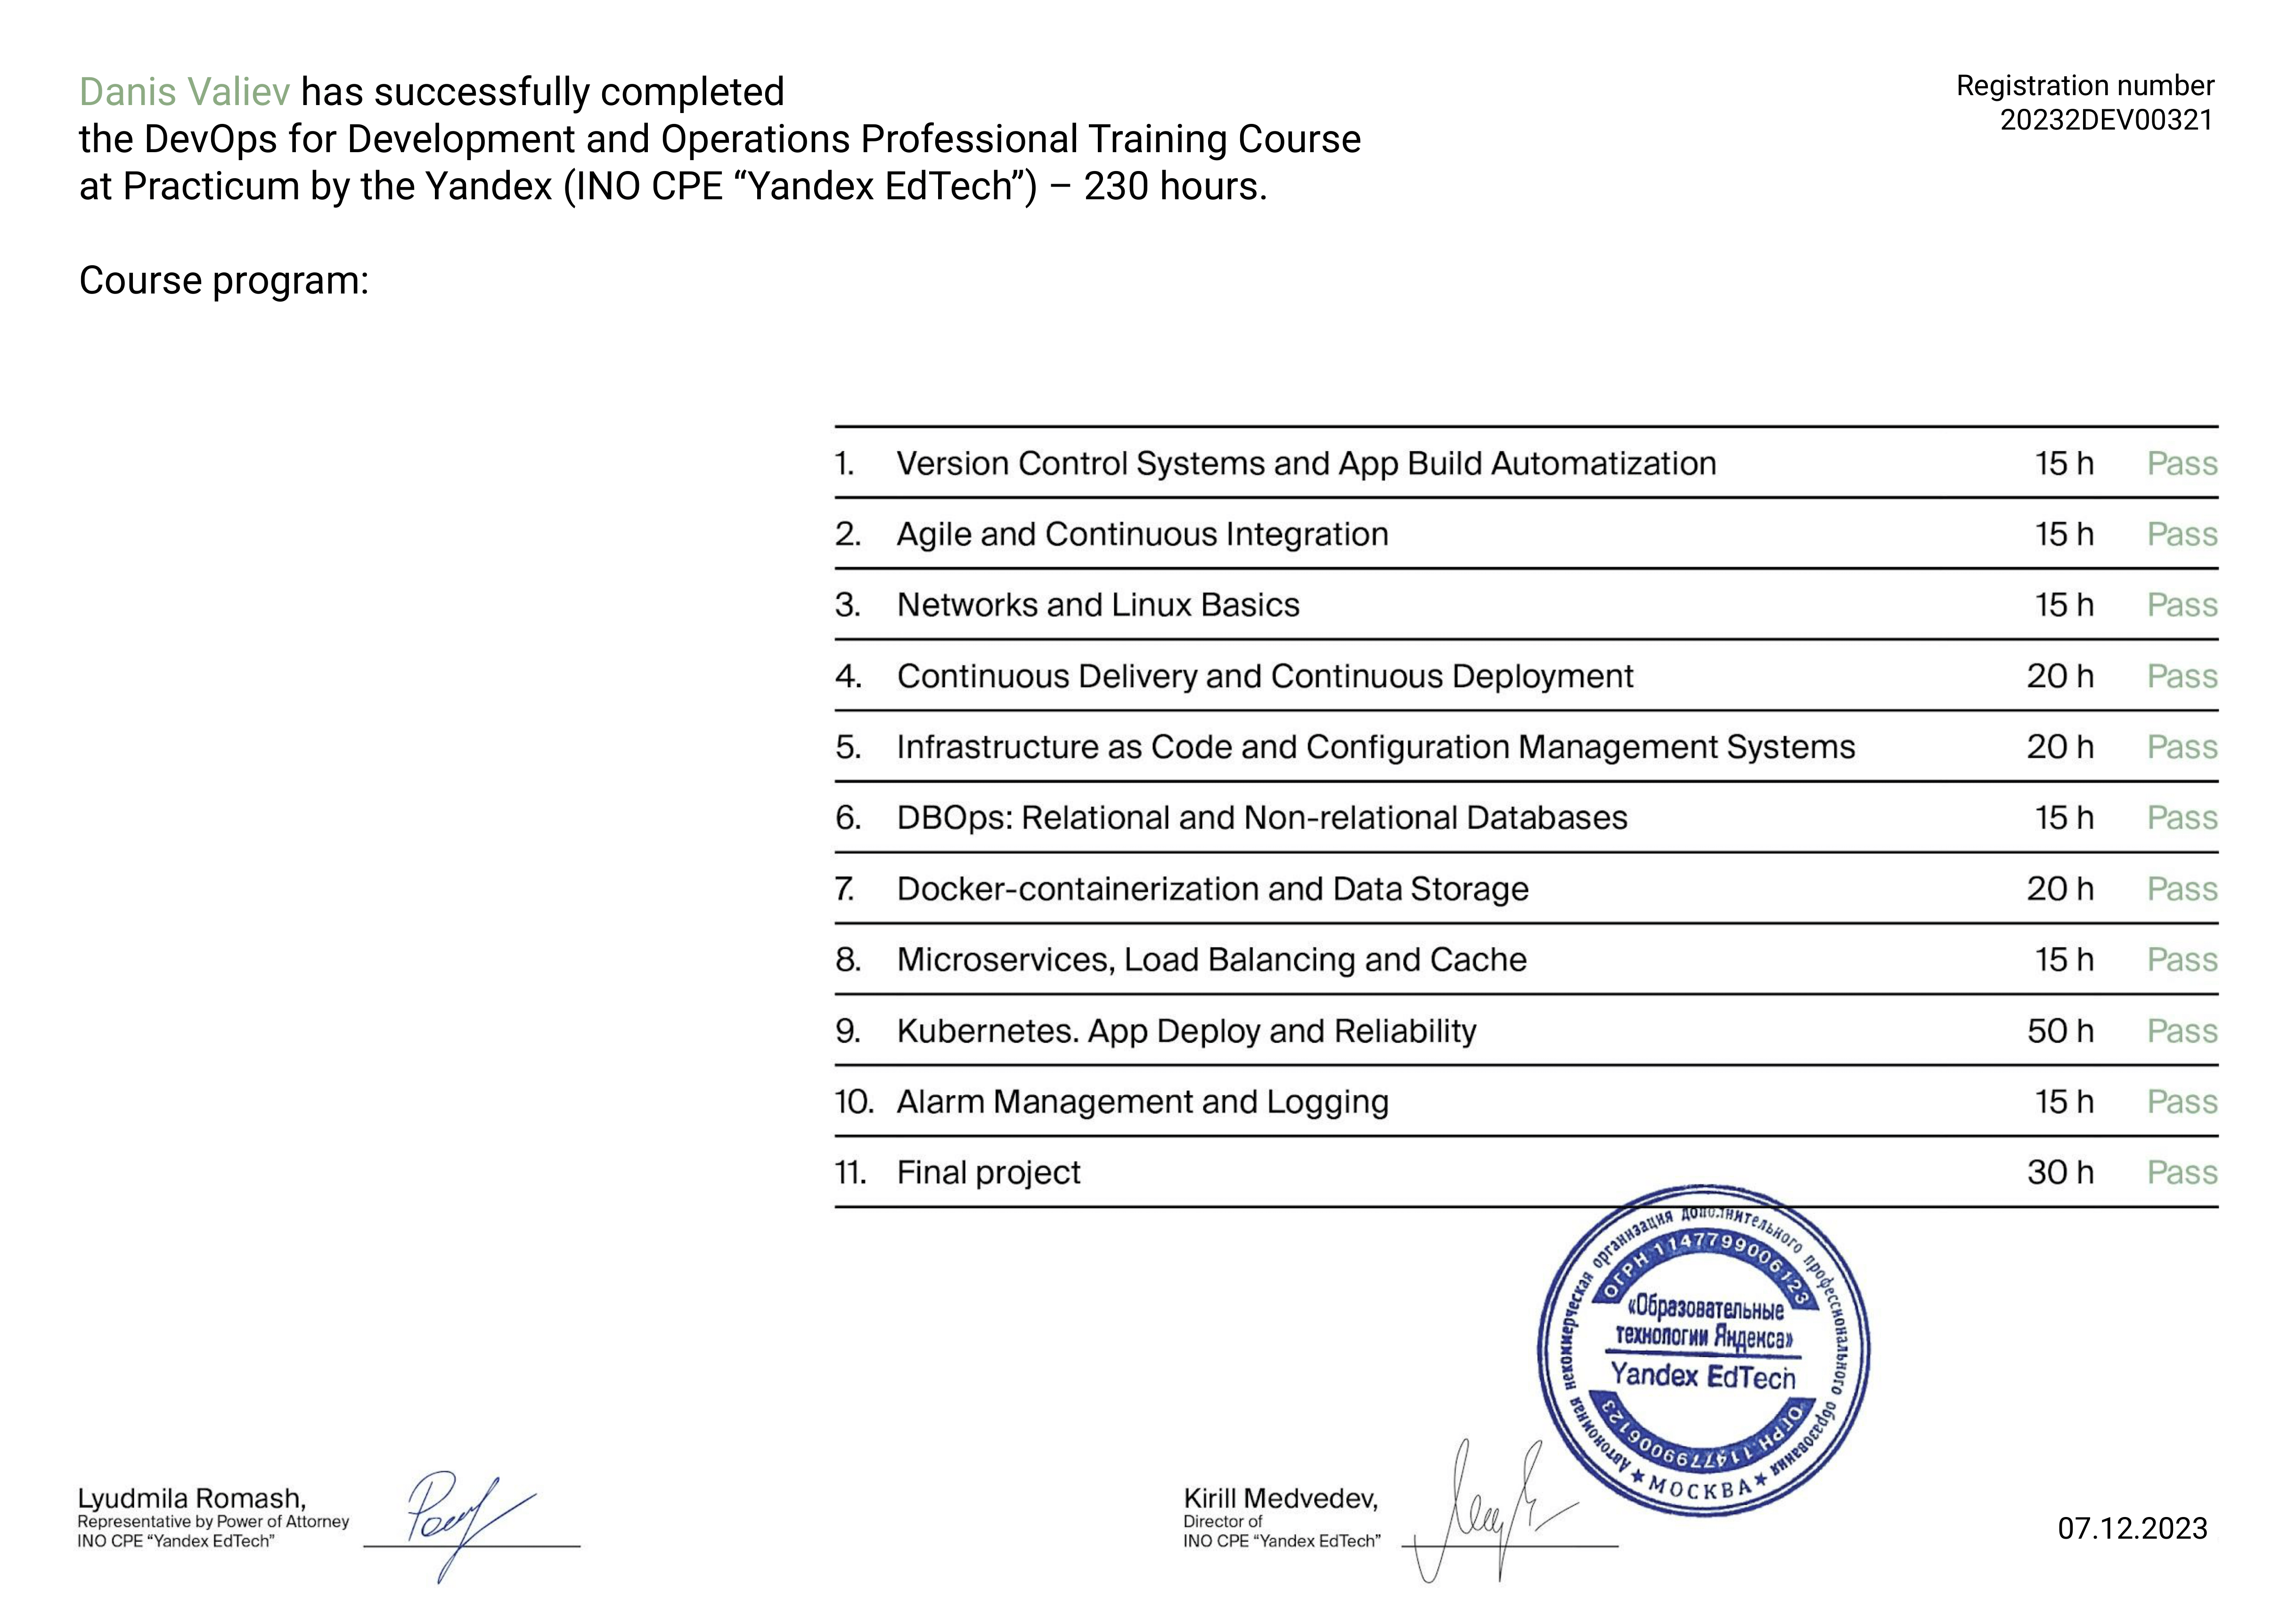 Danis Valiev has successfully completed
the DevOps for Development and Operations Professional Training Course
at Practicum by the Yandex (INO CPE “Yandex EdTech”) – 230 hours.
Registration number
20232DEV00321
Course program:
1. Version Control Systems and App Build Automatization 15 h Pass
2. Agile and Continuous Integration 15 h Pass
3. Networks and Linux Basics 15 h Pass
4. Continuous Delivery and Continuous Deployment 20 h Pass
5. Infrastructure as Code and Configuration Management Systems 20 h Pass
6. DBOps: Relational and Non-relational Databases 15 h Pass
7. Docker-containerization and Data Storage 20 h Pass
8. Microservices, Load Balancing and Cache 15 h Pass
9. Kubernetes. App Deploy and Reliability 50 h Pass
10. Alarm Management and Logging 15 h Pass
11. Final project 30 h Pass
Автономная некоммерческая организация дополнительного профессионального образования
ОГРН 1147799006123
«Образовательные
технологии Яндекса»
Yandex EdTech
ОГРН 1147799006123
★ МОСКВА ★
Lyudmila Romash,
Representative by Power of Attorney
INO CPE “Yandex EdTech”
Kirill Medvedev,
Director of
INO CPE “Yandex EdTech”
07.12.2023